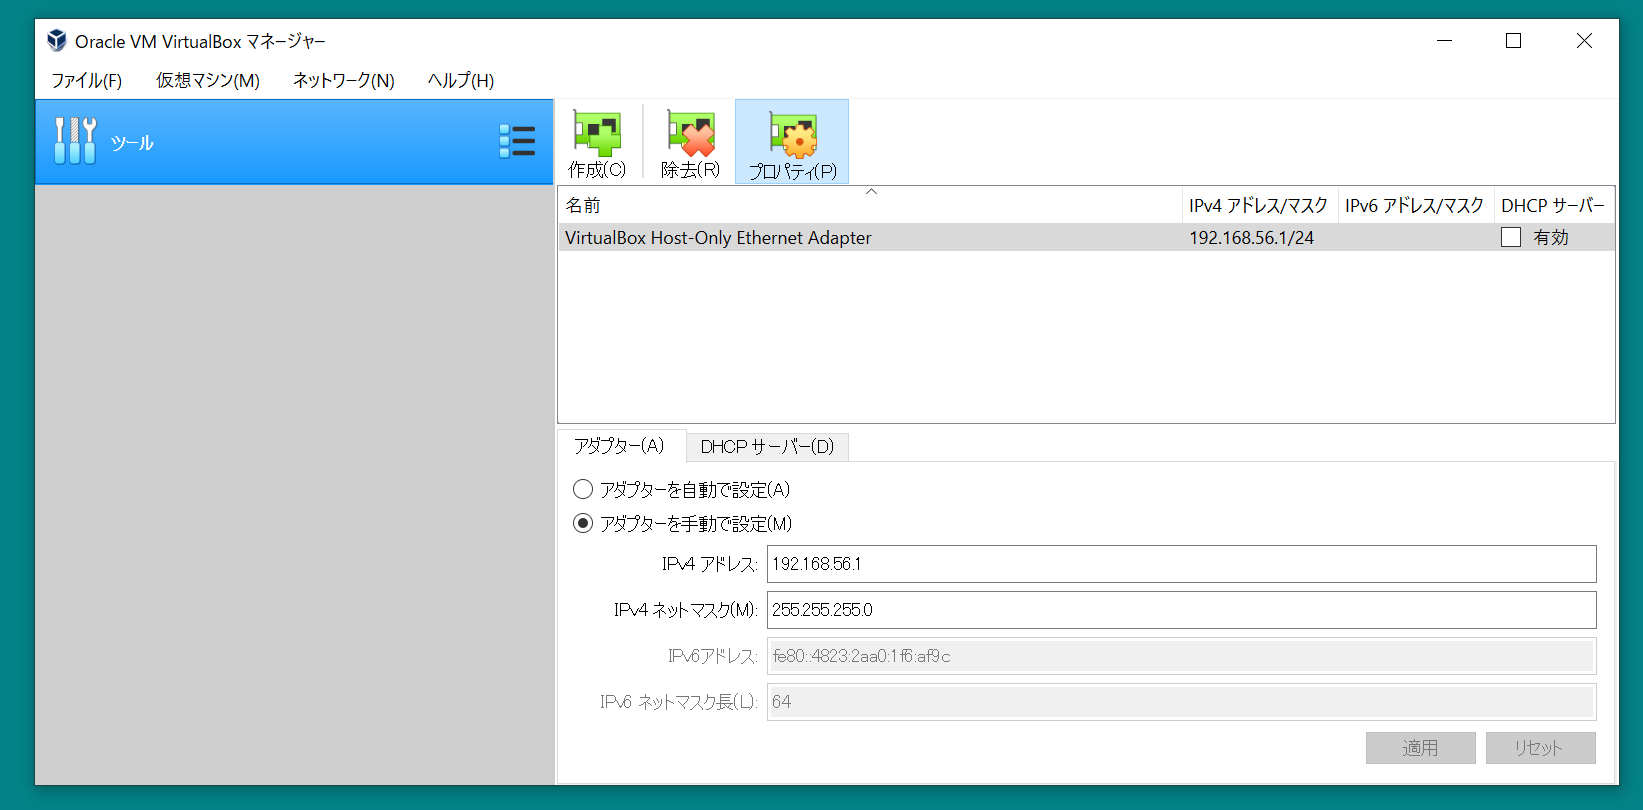 Oracle VM VirtualBox マネージャー
ファイル(F) 仮想マシン(M) ネットワーク(N) ヘルプ(H)
ツール
作成(C) 除去(R) プロパティ(P)
名前 IPv4 アドレス/マスク IPv6 アドレス/マスク DHCP サーバー
VirtualBox Host-Only Ethernet Adapter 192.168.56.1/24 有効
アダプター(A) DHCP サーバー(D)
アダプターを自動で設定(A)
アダプターを手動で設定(M)
IPv4 アドレス: 192.168.56.1
IPv4 ネットマスク(M): 255.255.255.0
IPv6アドレス: fe80::4823:2aa0:1f6:af9c
IPv6 ネットマスク長(L): 64
適用 リセット